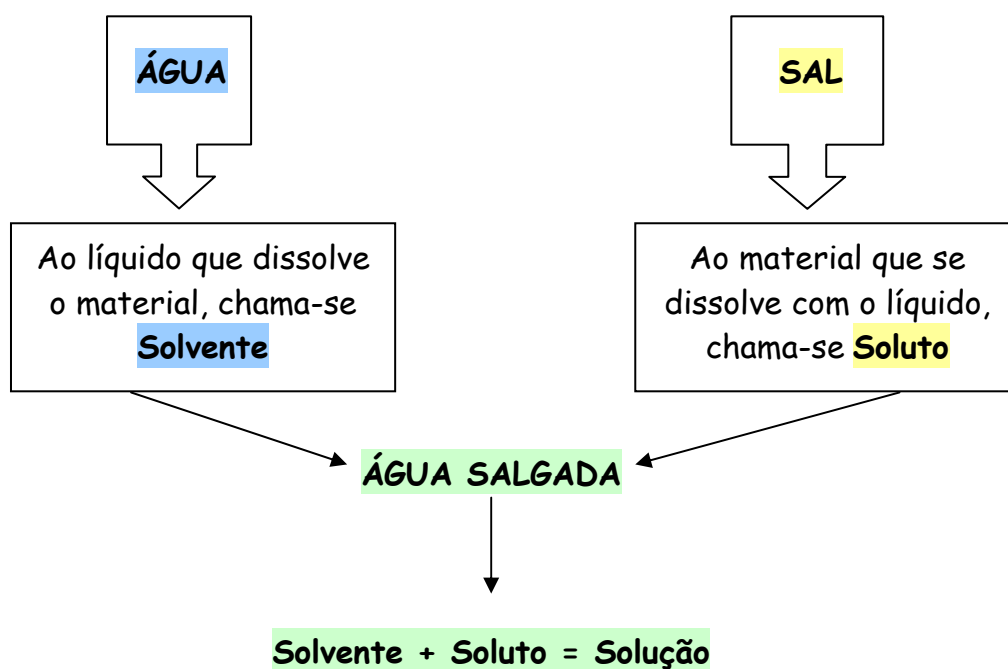 ÁGUA
SAL
Ao líquido que dissolve
o material, chama-se
Solvente
Ao material que se
dissolve com o líquido,
chama-se Soluto
ÁGUA SALGADA
Solvente + Soluto = Solução